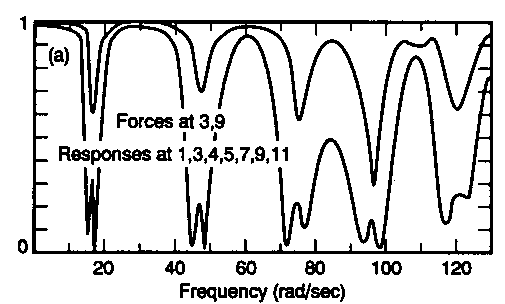 1
(a)
Forces at 3,9
Responses at 1,3,4,5,7,9,11
0
20 40 60 80 100 120
Frequency (rad/sec)